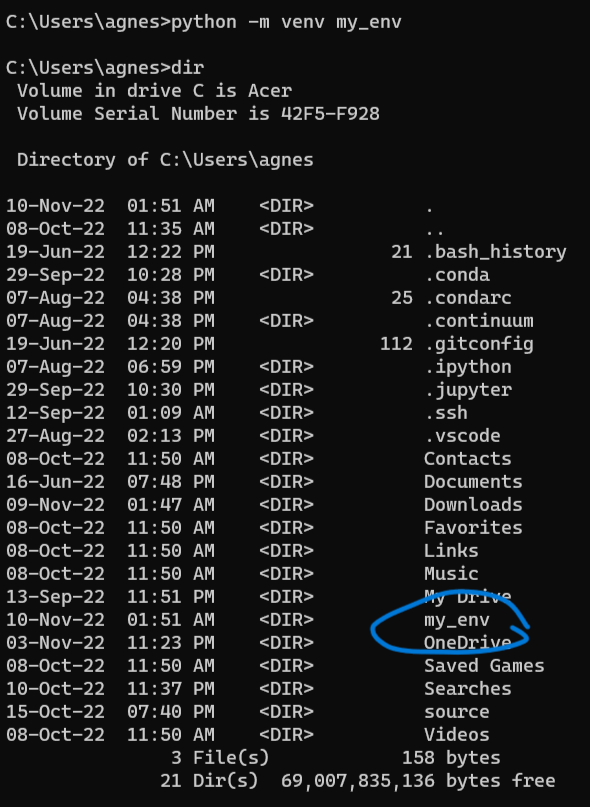 C:\Users\agnes>python -m venv my_env
C:\Users\agnes>dir
 Volume in drive C is Acer
 Volume Serial Number is 42F5-F928
 Directory of C:\Users\agnes
10-Nov-22  01:51 AM    <DIR>          .
08-Oct-22  11:35 AM    <DIR>          ..
19-Jun-22  12:22 PM                21 .bash_history
29-Sep-22  10:28 PM    <DIR>          .conda
07-Aug-22  04:38 PM                25 .condarc
07-Aug-22  04:38 PM    <DIR>          .continuum
19-Jun-22  12:20 PM               112 .gitconfig
07-Aug-22  06:59 PM    <DIR>          .ipython
29-Sep-22  10:30 PM    <DIR>          .jupyter
12-Sep-22  01:09 AM    <DIR>          .ssh
27-Aug-22  02:13 PM    <DIR>          .vscode
08-Oct-22  11:50 AM    <DIR>          Contacts
16-Jun-22  07:48 PM    <DIR>          Documents
09-Nov-22  01:47 AM    <DIR>          Downloads
08-Oct-22  11:50 AM    <DIR>          Favorites
08-Oct-22  11:50 AM    <DIR>          Links
08-Oct-22  11:50 AM    <DIR>          Music
13-Sep-22  11:51 PM    <DIR>          My Drive
10-Nov-22  01:51 AM    <DIR>          my_env
03-Nov-22  11:23 PM    <DIR>          OneDrive
08-Oct-22  11:50 AM    <DIR>          Saved Games
10-Oct-22  11:37 PM    <DIR>          Searches
15-Oct-22  07:40 PM    <DIR>          source
08-Oct-22  11:50 AM    <DIR>          Videos
               3 File(s)            158 bytes
              21 Dir(s)  69,007,835,136 bytes free